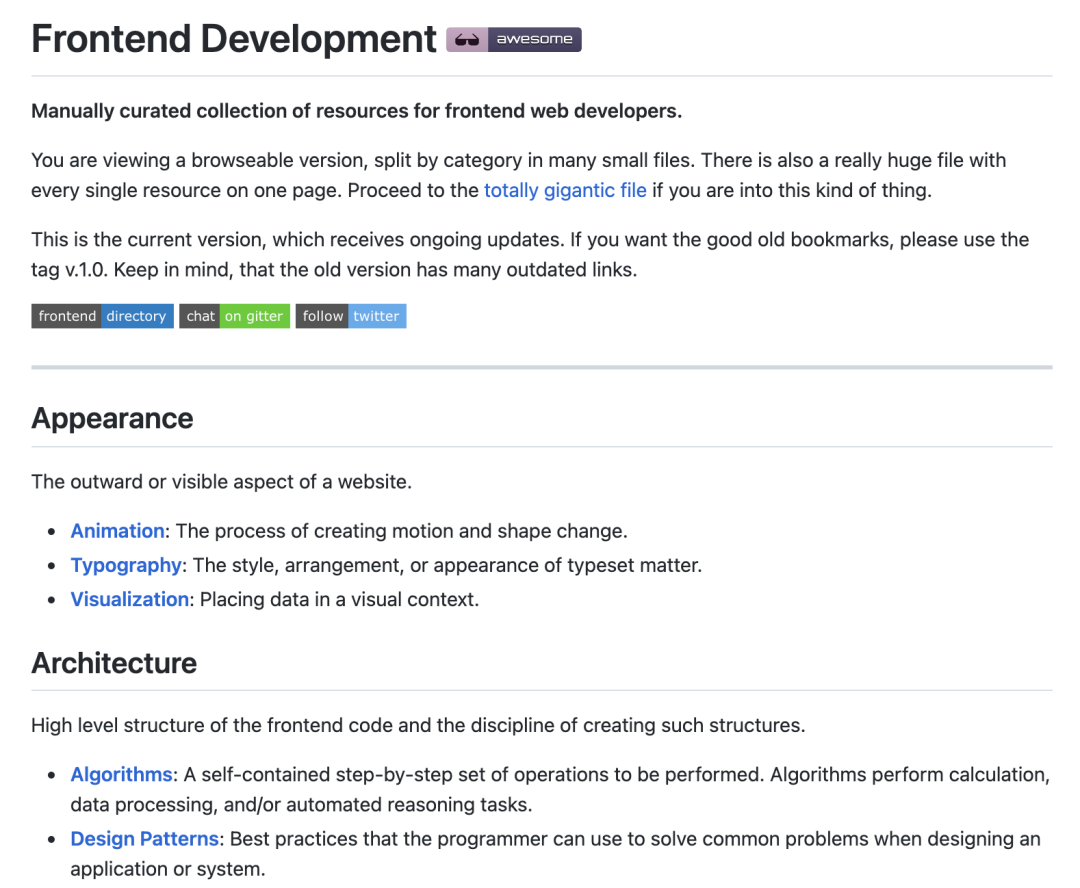 Frontend Development awesome
Manually curated collection of resources for frontend web developers.
You are viewing a browseable version, split by category in many small files. There is also a really huge file with
every single resource on one page. Proceed to the totally gigantic file if you are into this kind of thing.
This is the current version, which receives ongoing updates. If you want the good old bookmarks, please use the
tag v.1.0. Keep in mind, that the old version has many outdated links.
frontend directory chat on gitter follow twitter
Appearance
The outward or visible aspect of a website.
• Animation: The process of creating motion and shape change.
• Typography: The style, arrangement, or appearance of typeset matter.
• Visualization: Placing data in a visual context.
Architecture
High level structure of the frontend code and the discipline of creating such structures.
• Algorithms: A self-contained step-by-step set of operations to be performed. Algorithms perform calculation,
data processing, and/or automated reasoning tasks.
• Design Patterns: Best practices that the programmer can use to solve common problems when designing an
application or system.